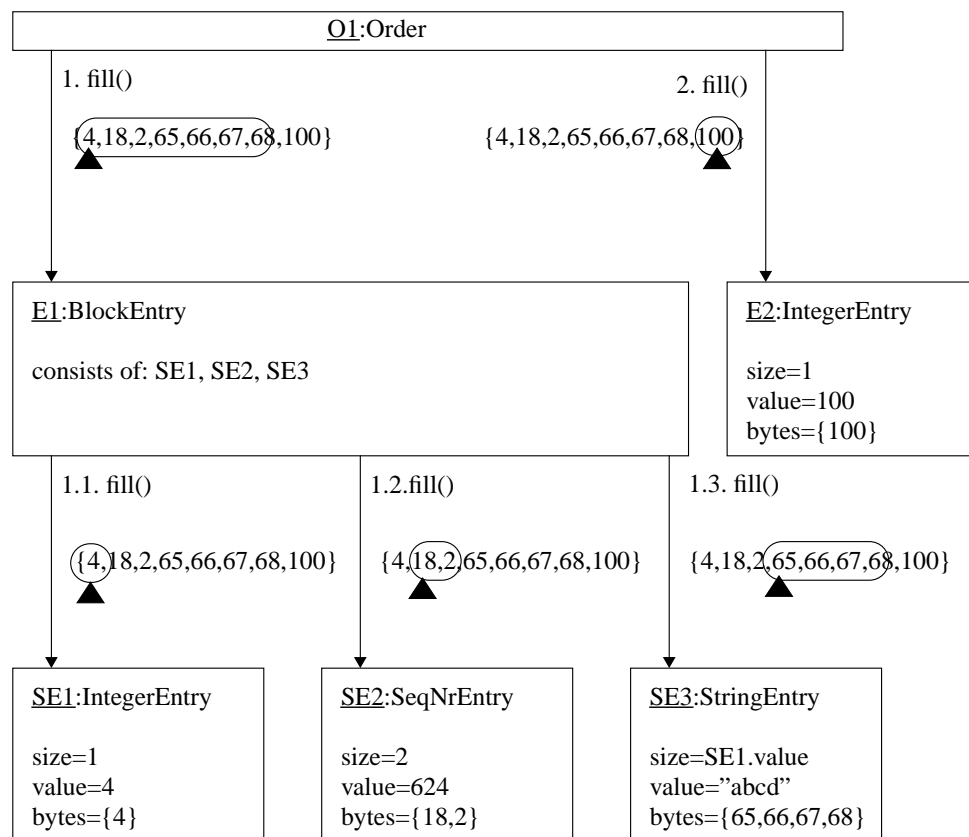 O1:Order
1. fill()
2. fill()
{4,18,2,65,66,67,68,100}
{4,18,2,65,66,67,68,100}
E1:BlockEntry
consists of: SE1, SE2, SE3
E2:IntegerEntry
size=1
value=100
bytes={100}
1.1. fill()
1.2.fill()
1.3. fill()
{4,18,2,65,66,67,68,100}
{4,18,2,65,66,67,68,100}
{4,18,2,65,66,67,68,100}
SE1:IntegerEntry
size=1
value=4
bytes={4}
SE2:SeqNrEntry
size=2
value=624
bytes={18,2}
SE3:StringEntry
size=SE1.value
value=”abcd”
bytes={65,66,67,68}